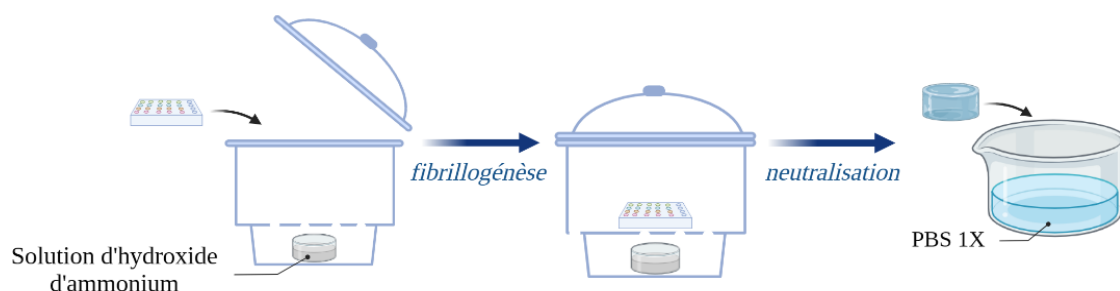 fibrillogénèse
neutralisation
Solution d'hydroxide
d'ammonium
PBS 1X